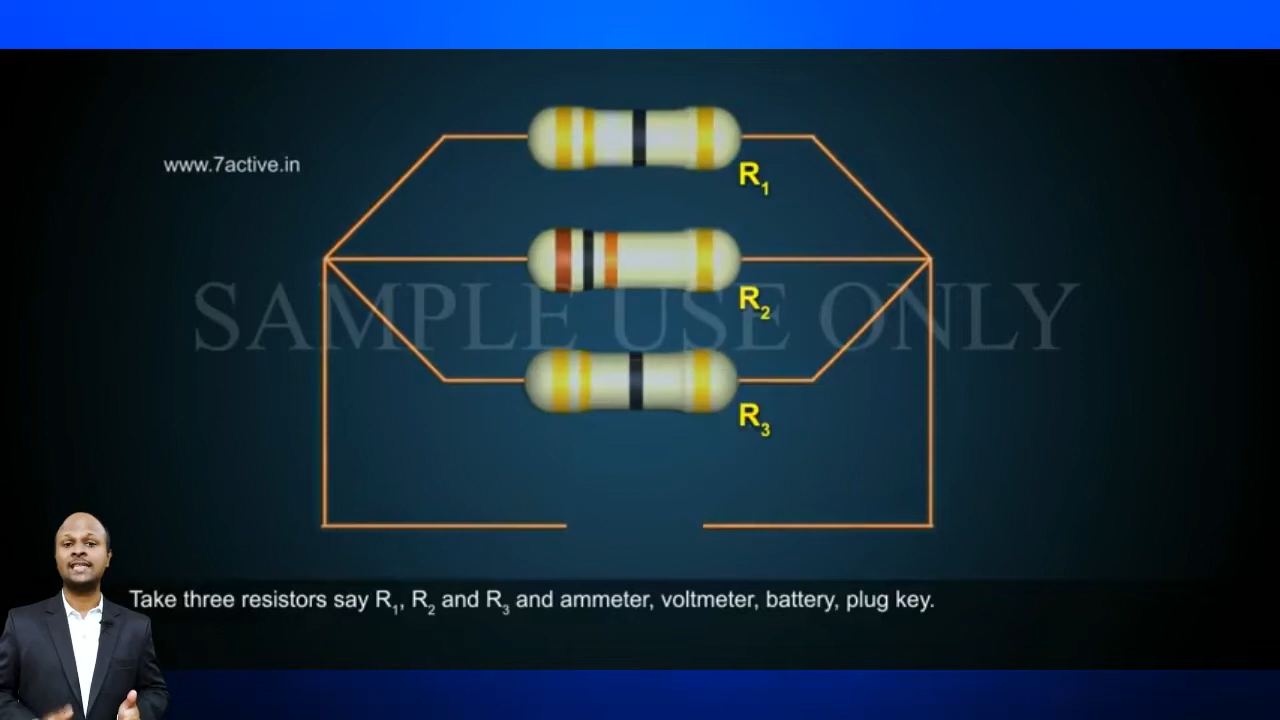 www.7active.in
R₁
R₂
SAMPLE USE ONLY
R₃
Take three resistors say R₁, R₂ and R₃ and ammeter, voltmeter, battery, plug key.